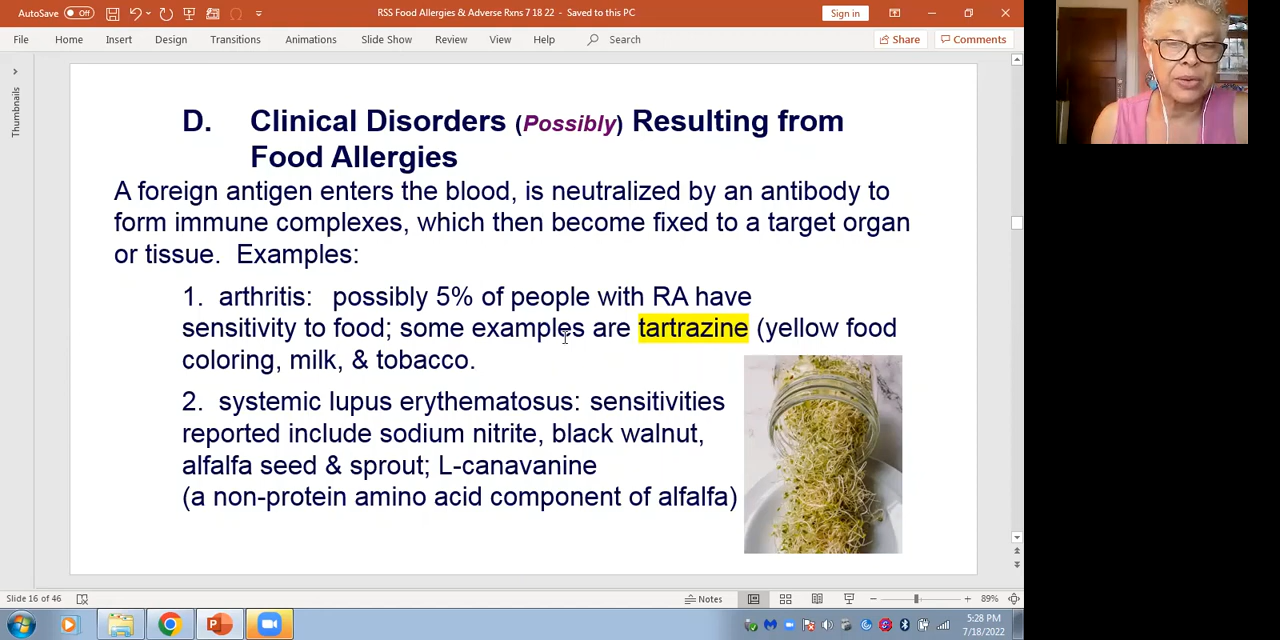 AutoSave Off RSS Food Allergies & Adverse Rxns 7 18 22 – Saved to this PC Sign in
File Home Insert Design Transitions Animations Slide Show Review View Help Search Share Comments
Thumbnails
D. Clinical Disorders (Possibly) Resulting from
Food Allergies
A foreign antigen enters the blood, is neutralized by an antibody to
form immune complexes, which then become fixed to a target organ
or tissue. Examples:
1. arthritis: possibly 5% of people with RA have
sensitivity to food; some examples are tartrazine (yellow food
coloring, milk, & tobacco.
2. systemic lupus erythematosus: sensitivities
reported include sodium nitrite, black walnut,
alfalfa seed & sprout; L-canavanine
(a non-protein amino acid component of alfalfa)
Slide 16 of 46 Notes 89%
5:28 PM
7/18/2022